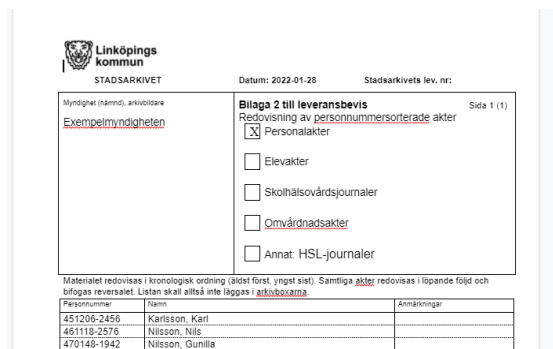 Linköpings
kommun
STADSARKIVET
Datum: 2022-01-28
Stadsarkivets lev. nr:
Myndighet (nämnd), arkivbildare
Exempelmyndigheten
Bilaga 2 till leveransbevis
Sida 1 (1)
Redovisning av personnummersorterade akter
X Personalakter
Elevakter
Skolhälsovårdsjournaler
Omvårdnadsakter
Annat: HSL-journaler
Materialet redovisas i kronologisk ordning (äldst först, yngst sist). Samtliga akter redovisas i löpande följd och
bifogas reversalet. Listan skall alltså inte läggas i arkivboxarna.
Personnummer Namn Anmärkningar
451206-2456 Karlsson, Karl
461118-2576 Nilsson, Nils
470148-1942 Nilsson, Gunilla